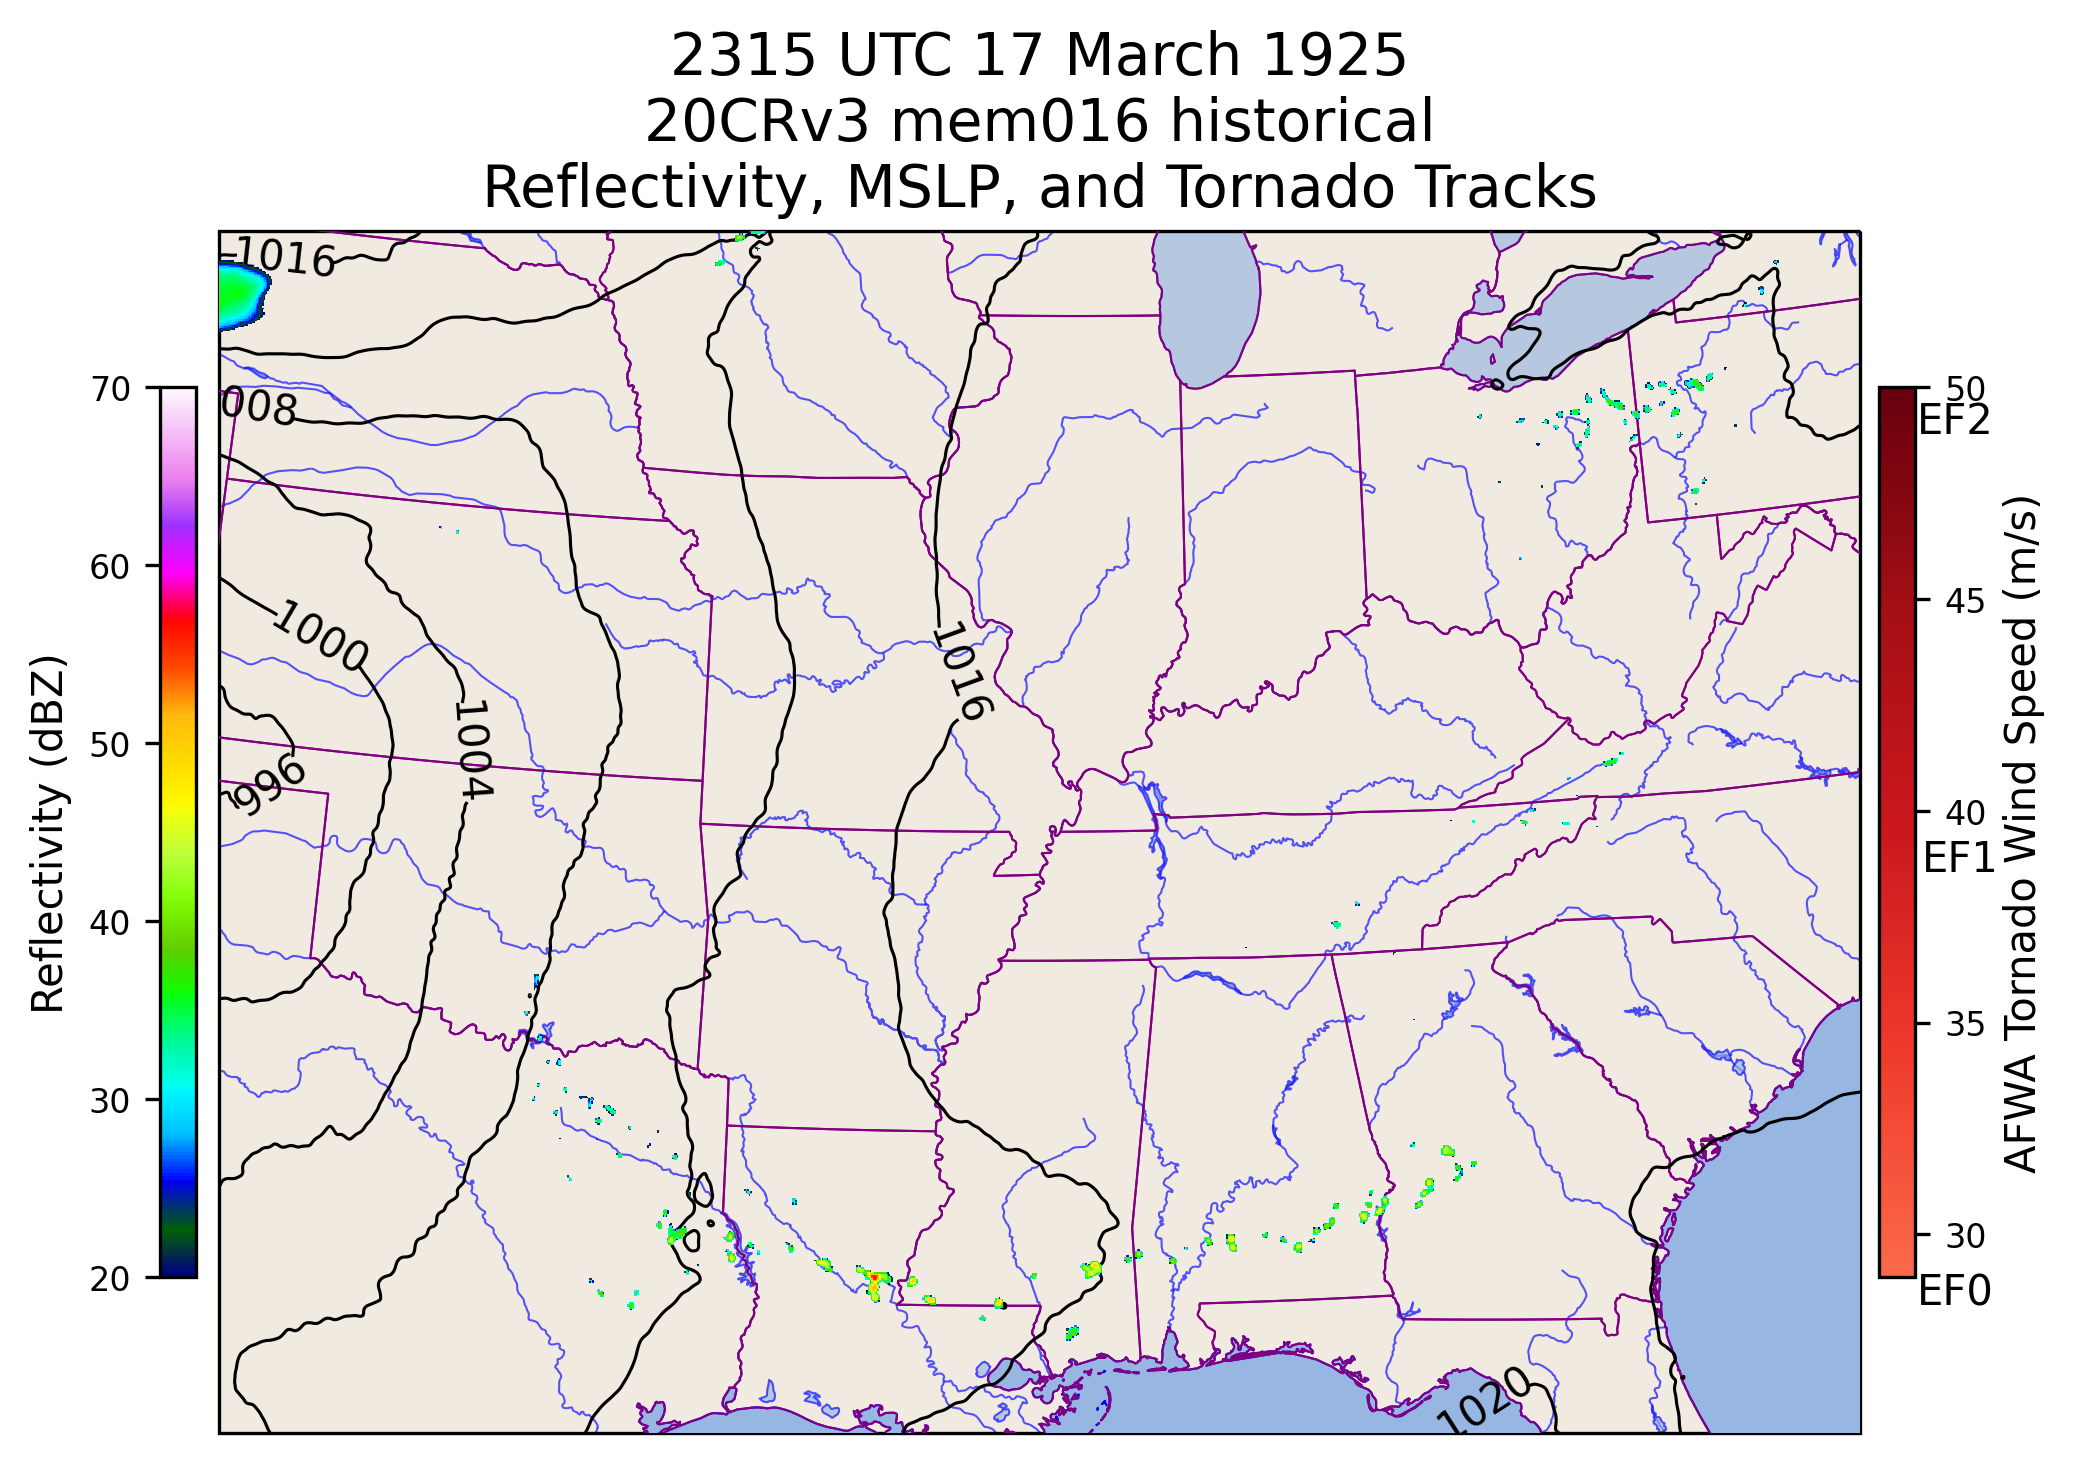 2315 UTC 17 March 1925
20CRv3 mem016 historical
Reflectivity, MSLP, and Tornado Tracks
1016
008
1000
1004
996
1016
1020
70
60
50
40
30
20
Reflectivity (dBZ)
50
EF2
45
40
EF1
35
30
EF0
AFWA Tornado Wind Speed (m/s)